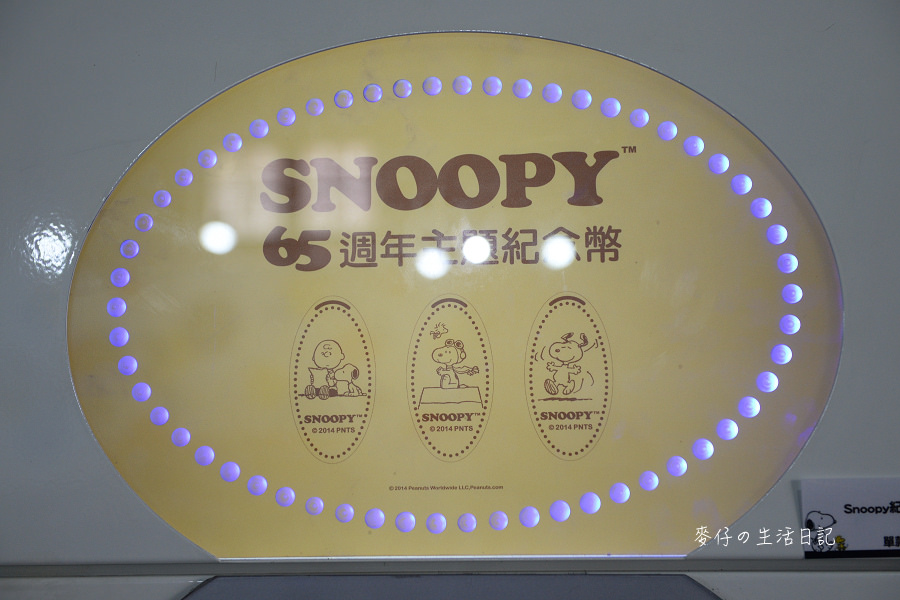 SNOOPY™
65週年主題紀念幣
SNOOPY™
© 2014 PNTS
SNOOPY™
© 2014 PNTS
SNOOPY™
© 2014 PNTS
© 2014 Peanuts Worldwide LLC,Peanuts.com
Snoopy紀
單
麥仔の生活日記